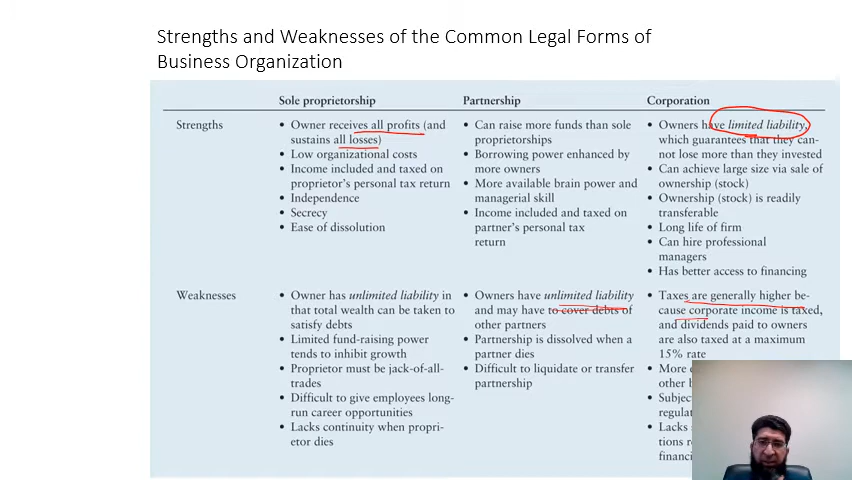 Strengths and Weaknesses of the Common Legal Forms of
Business Organization
Sole proprietorship
Partnership
Corporation
Strengths
• Owner receives all profits (and
sustains all losses)
• Low organizational costs
• Income included and taxed on
proprietor's personal tax return
• Independence
• Secrecy
• Ease of dissolution
• Can raise more funds than sole
proprietorships
• Borrowing power enhanced by
more owners
• More available brain power and
managerial skill
• Income included and taxed on
partner's personal tax
return
• Owners have limited liability,
which guarantees that they can-
not lose more than they invested
• Can achieve large size via sale of
ownership (stock)
• Ownership (stock) is readily
transferable
• Long life of firm
• Can hire professional
managers
• Has better access to financing
Weaknesses
• Owner has unlimited liability in
that total wealth can be taken to
satisfy debts
• Limited fund-raising power
tends to inhibit growth
• Proprietor must be jack-of-all-
trades
• Difficult to give employees long-
run career opportunities
• Lacks continuity when propri-
etor dies
• Owners have unlimited liability
and may have to cover debts of
other partners
• Partnership is dissolved when a
partner dies
• Difficult to liquidate or transfer
partnership
• Taxes are generally higher be-
cause corporate income is taxed,
and dividends paid to owners
are also taxed at a maximum
15% rate
• More
other
• Subjec
regulat
• Lacks
tions
financi